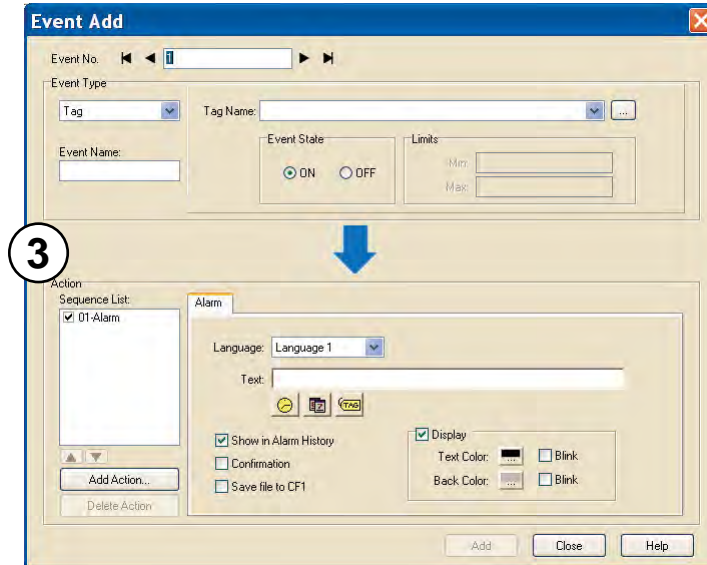 Event Add
Event No. 1
Event Type
Tag
Tag Name:
...
Event Name:
Event State
ON OFF
Limits
Min:
Max:
3
Action
Sequence List:
01-Alarm
Add Action...
Delete Action
Alarm
Language: Language 1
Text:
TAG
Show in Alarm History
Confirmation
Save file to CF1
Display
Text Color: ... Blink
Back Color: ... Blink
Add Close Help